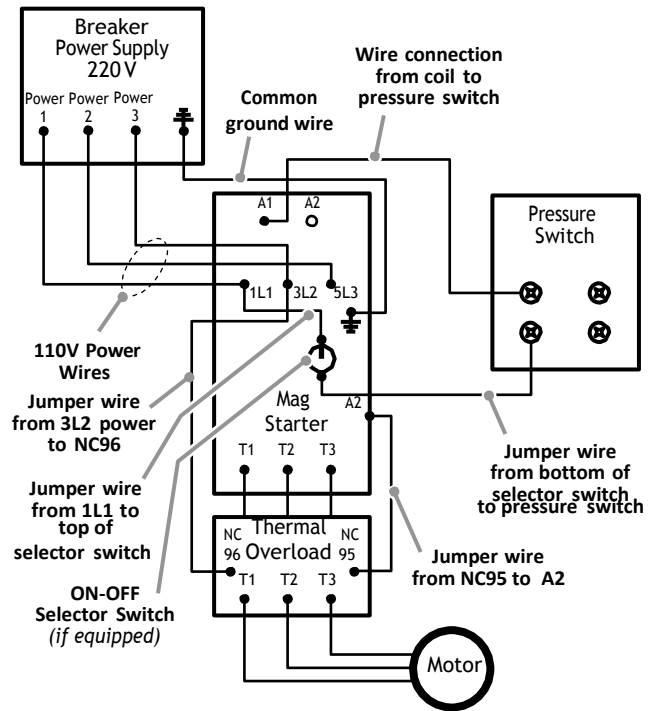 Breaker
Power Supply
220 V
Power Power Power
1 2 3
Common
ground wire
Wire connection
from coil to
pressure switch
A1 A2
Pressure
Switch
1L1 3L2 5L3
110V Power
Wires
Jumper wire
from 3L2 power
to NC96
Mag
Starter
A2
T1 T2 T3
Jumper wire
from 1L1 to
top of
selector switch
Jumper wire
from bottom of
selector switch
to pressure switch
Thermal
Overload
NC
96
NC
95
T1 T2 T3
Jumper wire
from NC95 to A2
ON-OFF
Selector Switch
(if equipped)
Motor